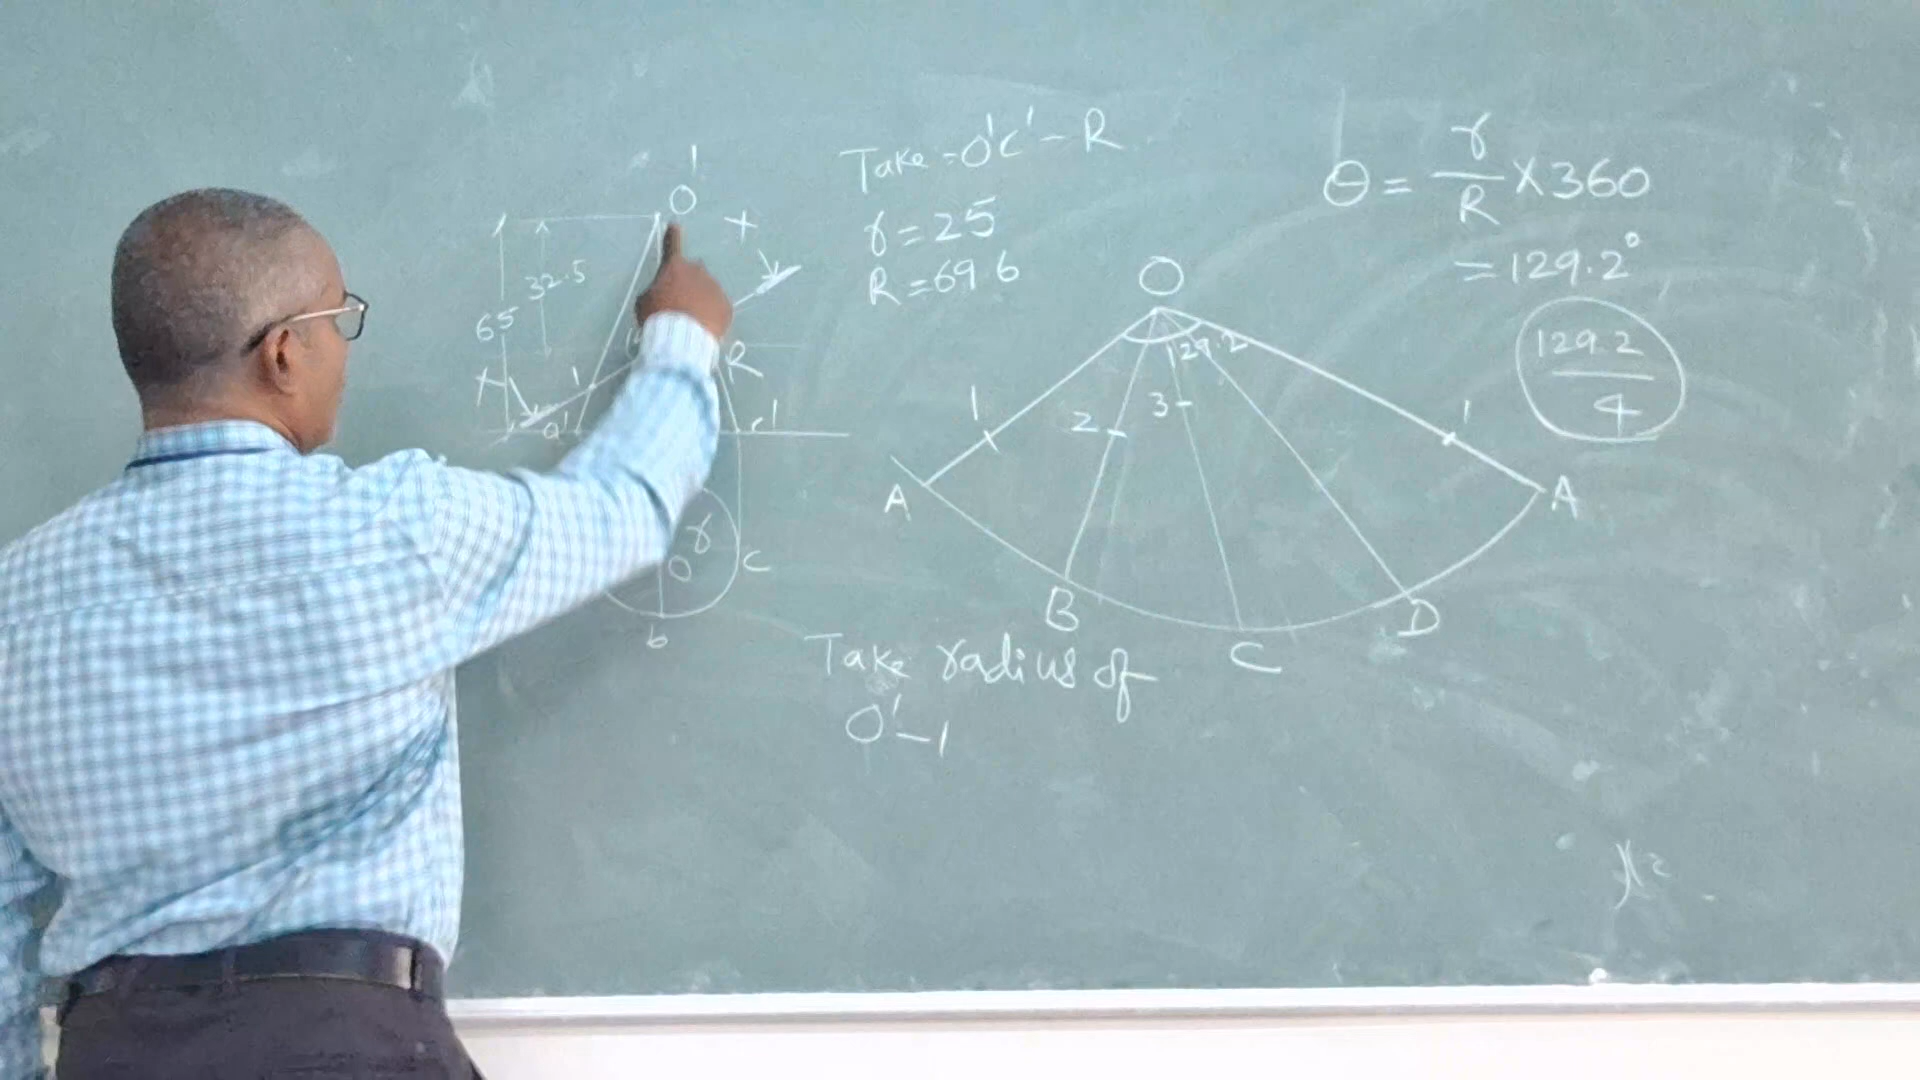 O'
65
32.5
X
X
1
R
a'
c'
r
O
c
b
Take = O'C' - R
r = 25
R = 69.6
θ = r/R X 360
= 129.2°
129.2/4
O
129.2
1
2
3
1
A
B
C
D
A
Take radius of
O'-1